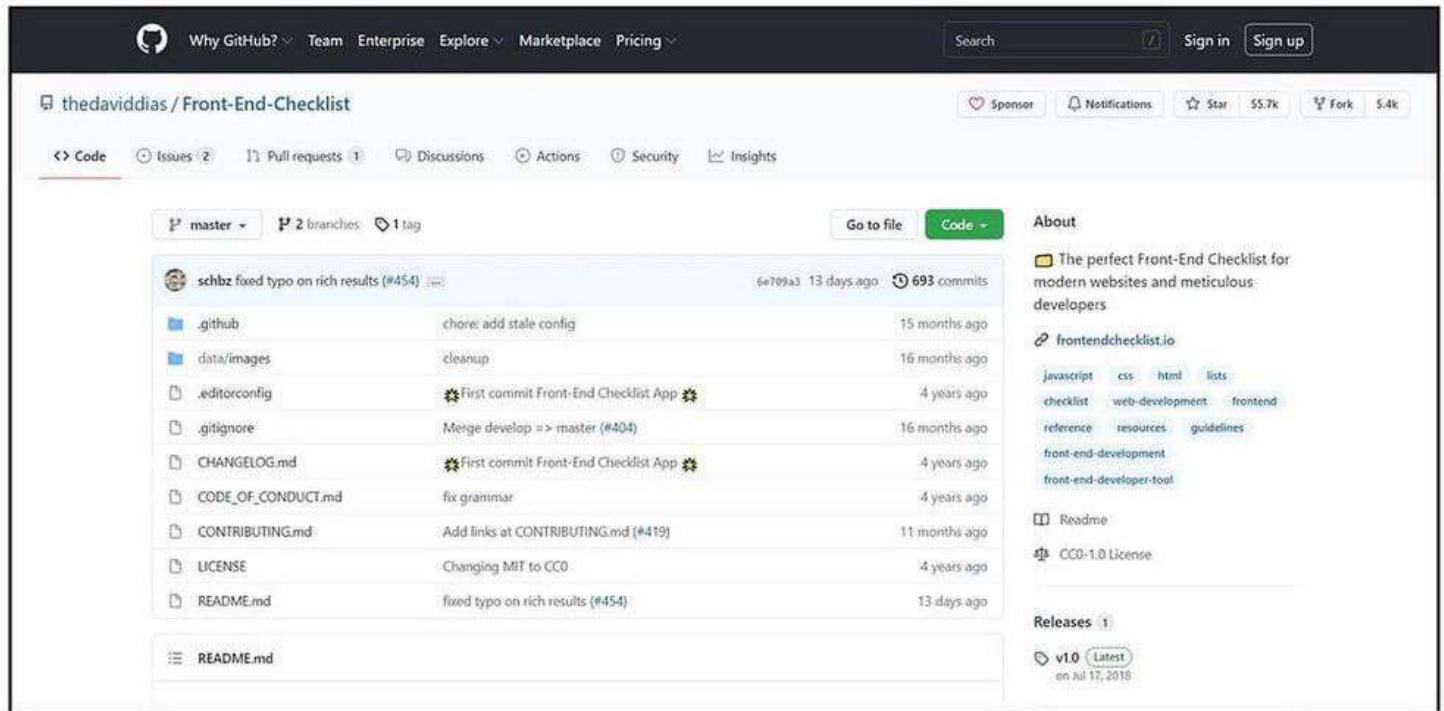 Why GitHub? Team Enterprise Explore Marketplace Pricing Search / Sign in Sign up
thedaviddias / Front-End-Checklist Sponsor Notifications Star 55.7k Fork 5.4k
<> Code Issues 2 Pull requests 1 Discussions Actions Security Insights
master 2 branches 1 tag Go to file Code
schbz fixed typo on rich results (#454) ... 6e709a3 13 days ago 693 commits
.github chore: add stale config 15 months ago
data/images cleanup 16 months ago
.editorconfig First commit Front-End Checklist App 4 years ago
.gitignore Merge develop => master (#404) 16 months ago
CHANGELOG.md First commit Front-End Checklist App 4 years ago
CODE_OF_CONDUCT.md fix grammar 4 years ago
CONTRIBUTING.md Add links at CONTRIBUTING.md (#419) 11 months ago
LICENSE Changing MIT to CC0 4 years ago
README.md fixed typo on rich results (#454) 13 days ago
README.md
About
The perfect Front-End Checklist for
modern websites and meticulous
developers
frontendchecklist.io
javascript css html lists
checklist web-development frontend
reference resources guidelines
front-end-development
front-end-developer-tool
Readme
CC0-1.0 License
Releases 1
v1.0 Latest
on Jul 17, 2018